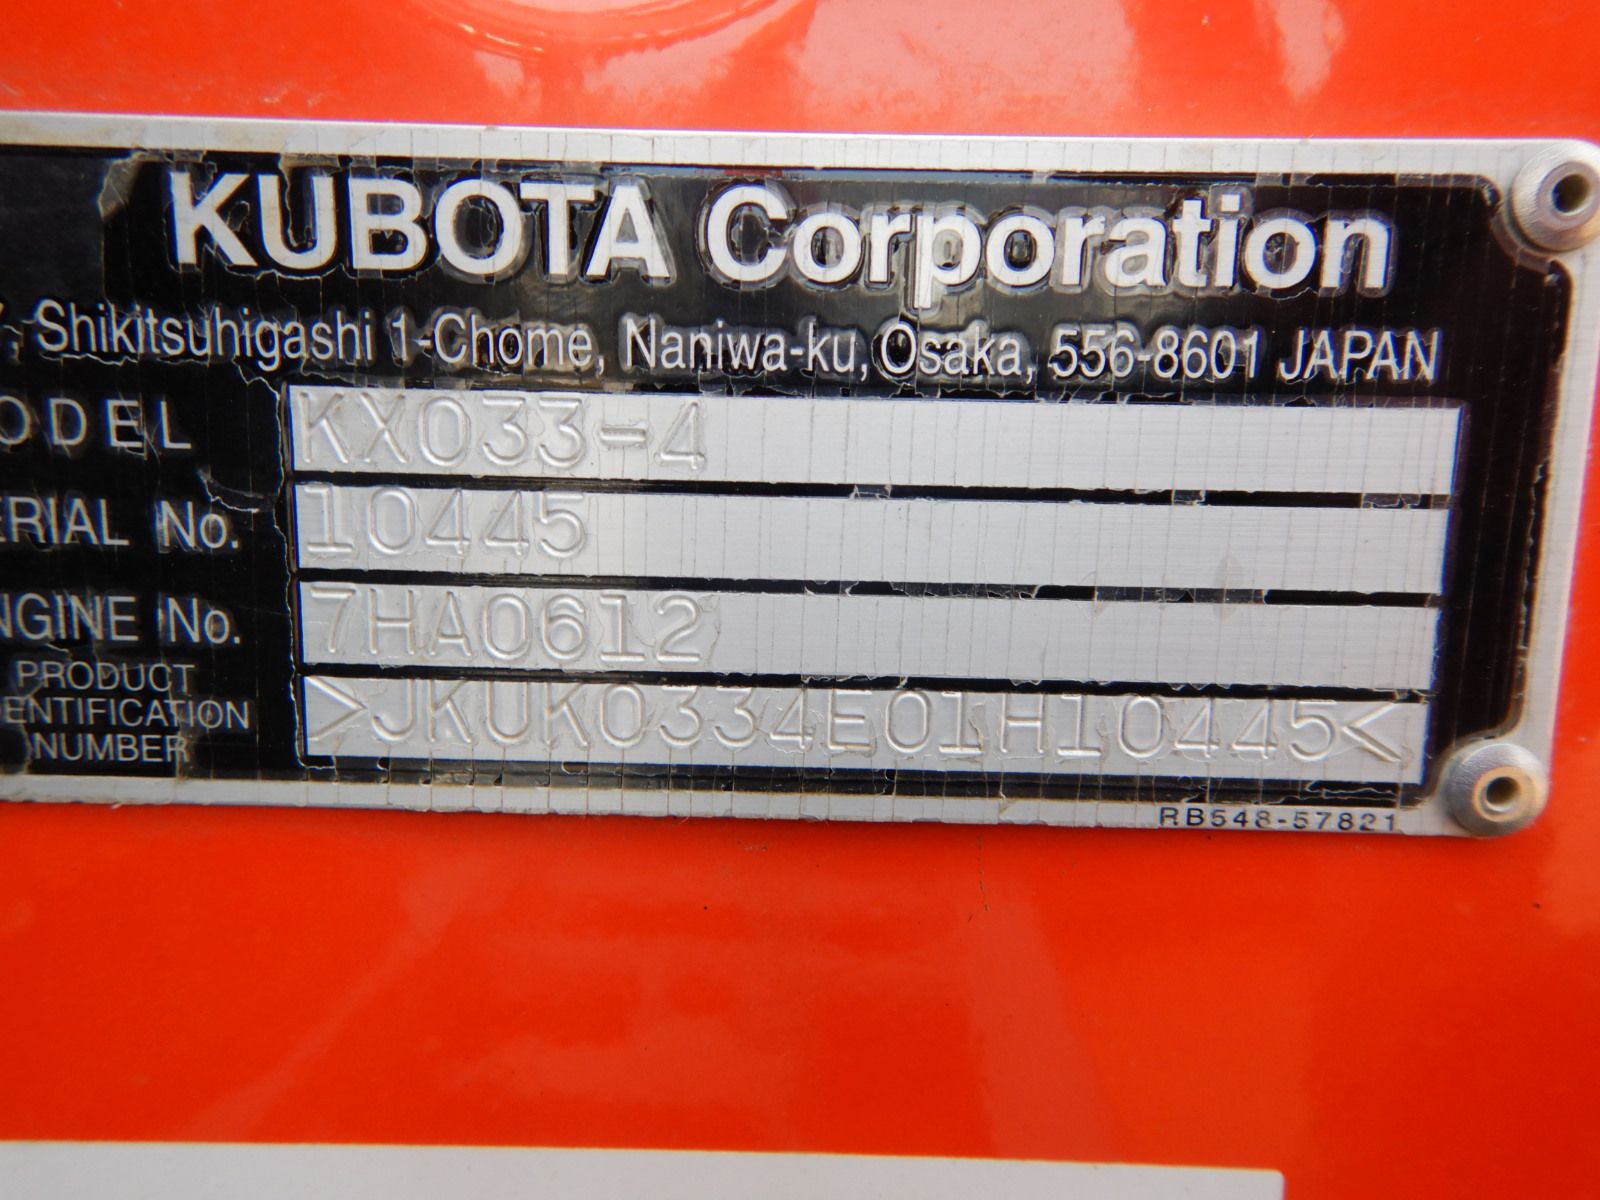 KUBOTA Corporation
, Shikitsuhigashi 1-Chome, Naniwa-ku, Osaka, 556-8601 JAPAN
ODEL KX033-4
ERIAL No. 10445
NGINE No. 7HA0612
PRODUCT
DENTIFICATION
NUMBER
>JKUK0334E01H10445<
RB548-57821